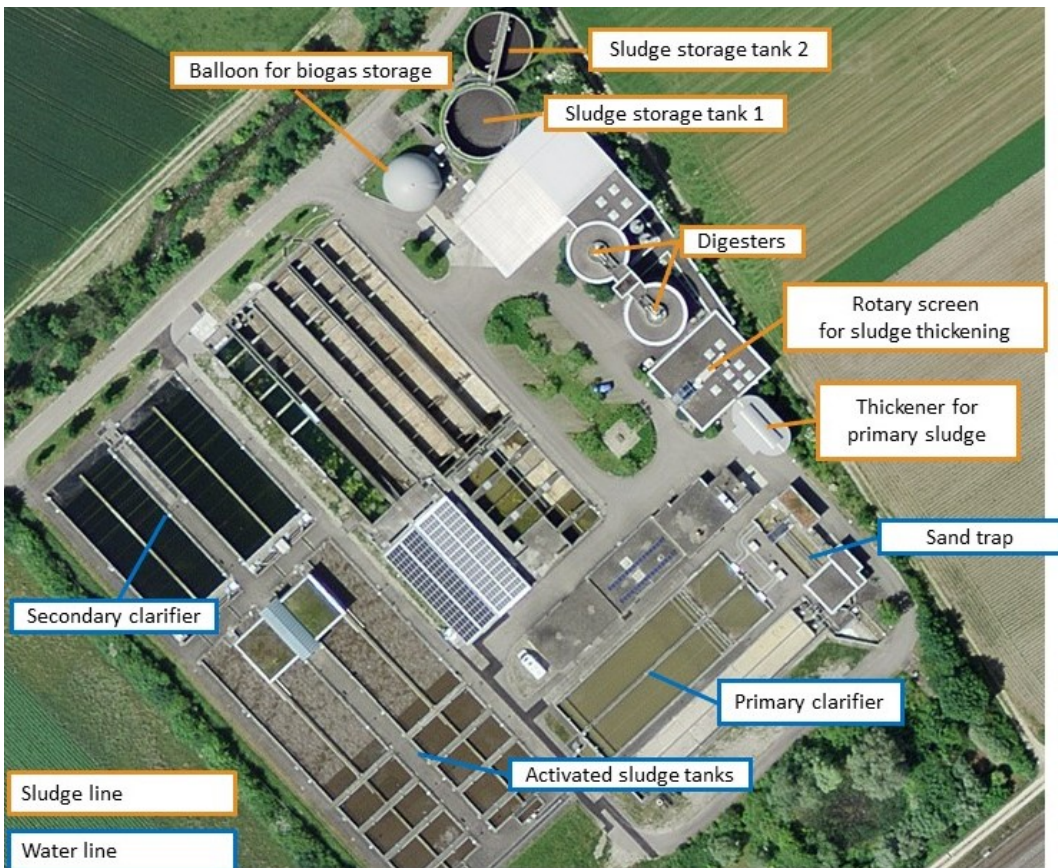 Sludge storage tank 2
Balloon for biogas storage
Sludge storage tank 1
Digesters
Rotary screen
for sludge thickening
Thickener for
primary sludge
Sand trap
Secondary clarifier
Primary clarifier
Activated sludge tanks
Sludge line
Water line